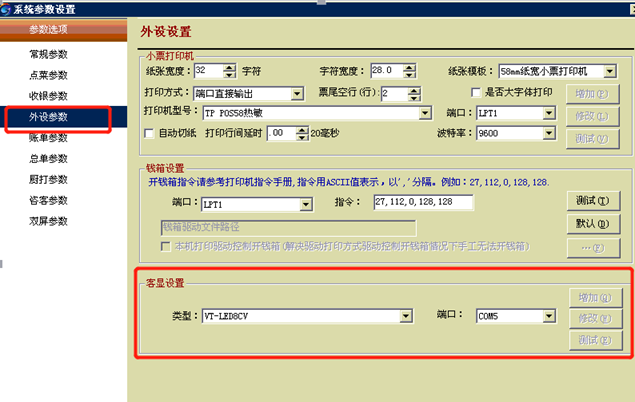 系统参数设置
参数选项
常规参数
点菜参数
收银参数
外设参数
账单参数
总单参数
厨打参数
咨客参数
双屏参数
外设设置
小票打印机
纸张宽度: 32 字符 字符宽度: 28.0 纸张模板: 58mm纸宽小票打印机
打印方式: 端口直接输出 票尾空行(行): 2 是否大字体打印 增加(P)
打印机型号: TP POS58热敏 端口: LPT1 修改(L)
自动切纸 打印行间延时 .00 20毫秒 波特率: 9600 测试(V)
钱箱设置
开钱箱指令请参考打印机指令手册,指令用ASCII值表示，以','分隔。例如: 27,112,0,128,128.
端口: LPT1 指令: 27,112,0,128,128 测试(T)
钱箱驱动文件路径 默认(D)
本机打印驱动控制开钱箱(解决驱动打印方式驱动控制开钱箱情况下手工无法开钱箱) ...(F)
客显设置
增加(Q)
类型: VT-LED8CV 端口: COM5 修改(R)
测试(E)